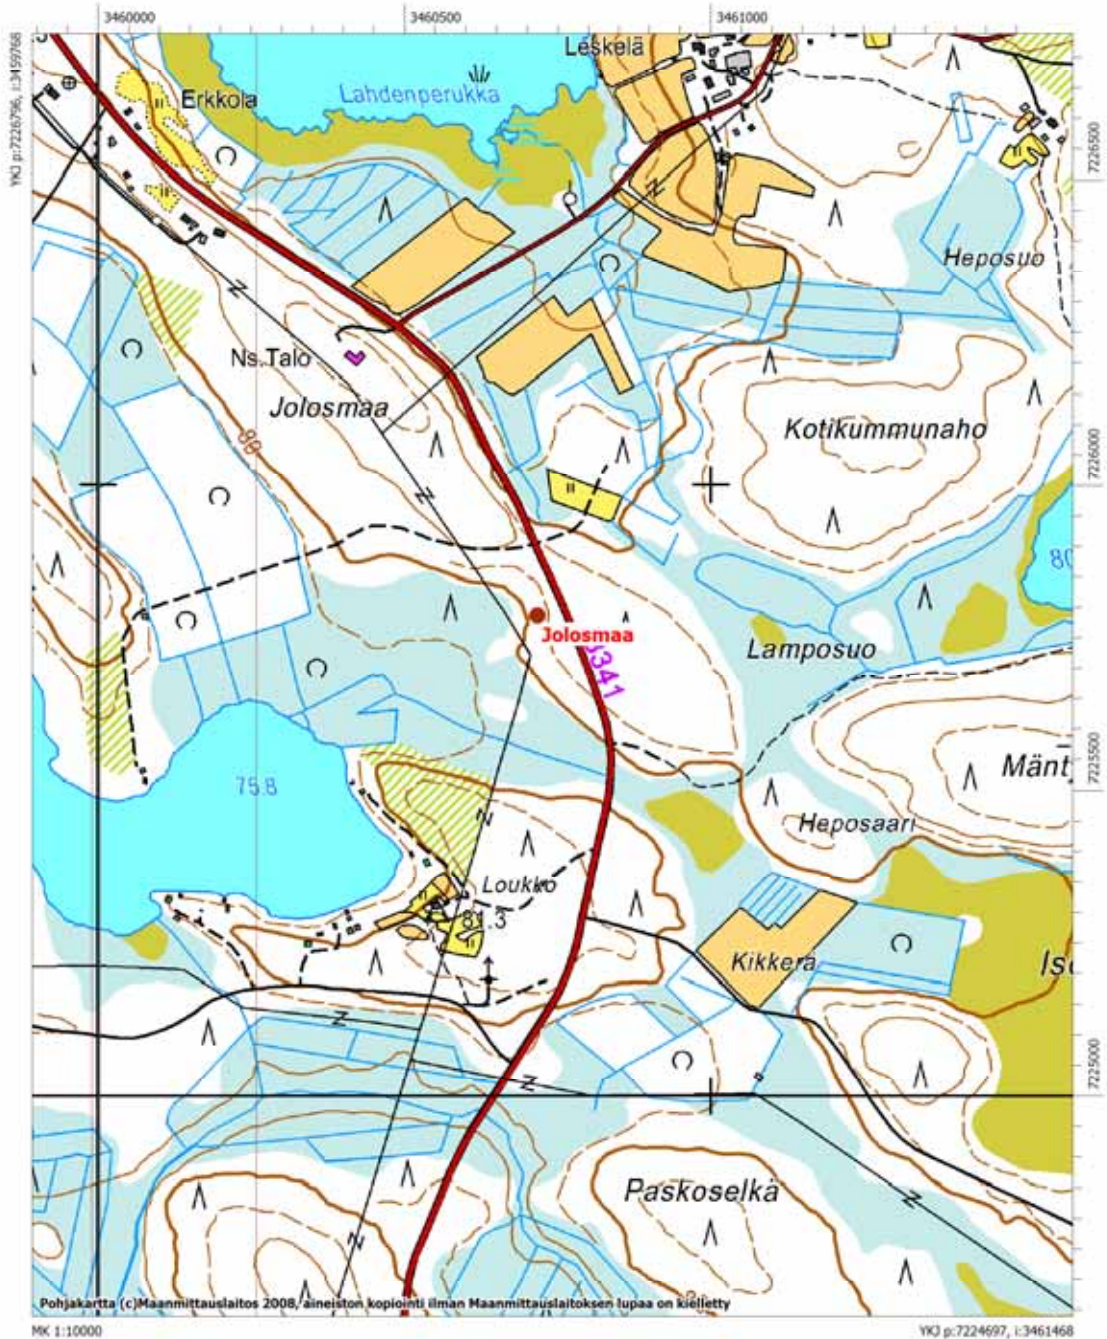 3460000
3460500
3461000
YKJ p:7226796, i:3459768
Leskelä
Erkkola
Lahdenperukka
7226500
Heposuo
Ns.Talo
Jolosmaa
80
Kotikummunaho
7226000
80
Jolosmaa
Lamposuo
341
7225500
75.8
Mänt
Heposaari
Loukko
81.3
Kikkerä
Iso
7225000
Paskoselkä
Pohjakartta (c)Maanmittauslaitos 2008, aineiston kopiointi ilman Maanmittauslaitoksen lupaa on kielletty
MK 1:10000
YKJ p:7224697, i:3461468